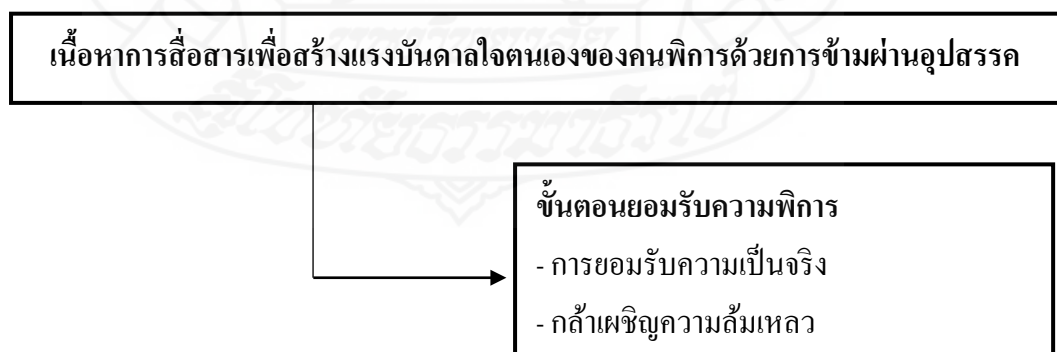 เนื้อหาการสื่อสารเพื่อสร้างแรงบันดาลใจตนเองของคนพิการด้วยการข้ามผ่านอุปสรรค
ขั้นตอนยอมรับความพิการ
- การยอมรับความเป็นจริง
- กล้าเผชิญความล้มเหลว